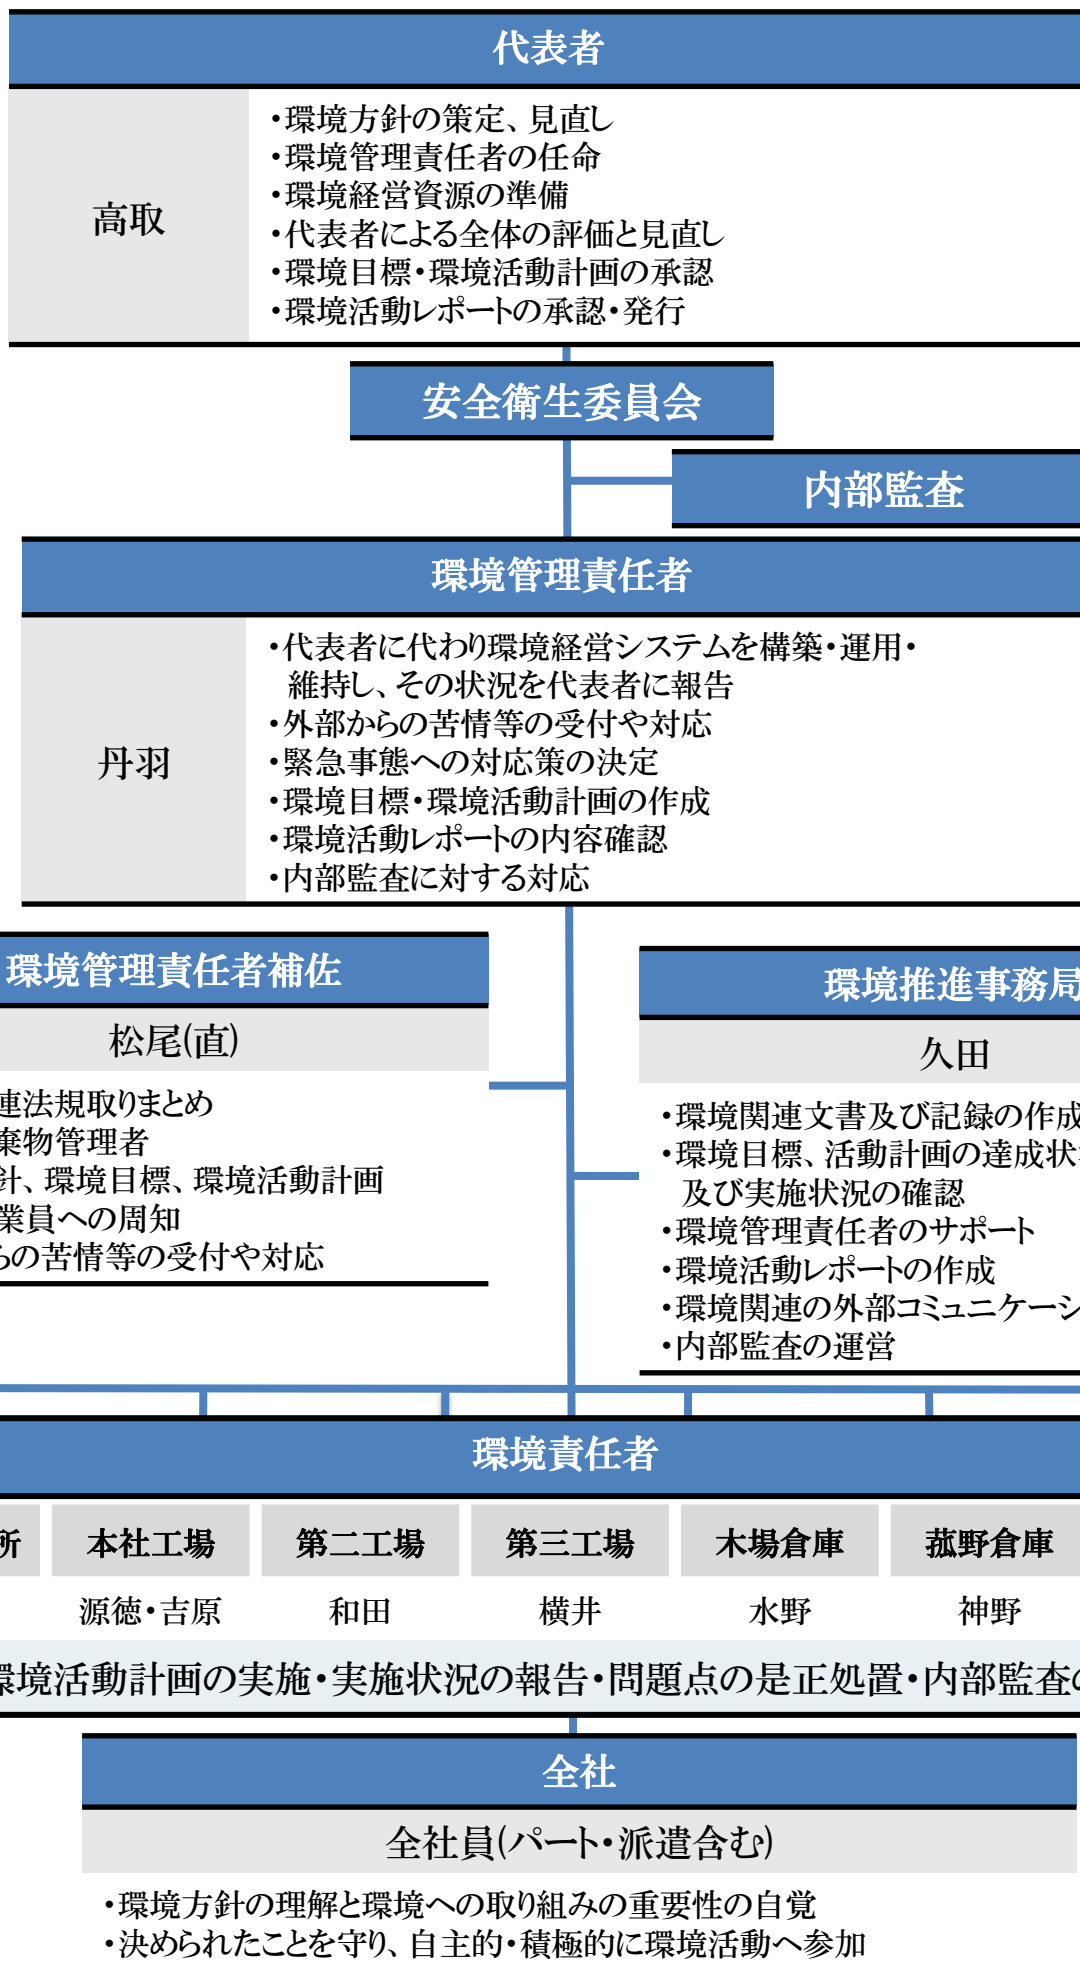 代表者
高取
・環境方針の策定、見直し
・環境管理責任者の任命
・環境経営資源の準備
・代表者による全体の評価と見直し
・環境目標・環境活動計画の承認
・環境活動レポートの承認・発行
安全衛生委員会
内部監査
環境管理責任者
丹羽
・代表者に代わり環境経営システムを構築・運用・
維持し、その状況を代表者に報告
・外部からの苦情等の受付や対応
・緊急事態への対応策の決定
・環境目標・環境活動計画の作成
・環境活動レポートの内容確認
・内部監査に対する対応
環境管理責任者補佐
松尾(直)
連法規取りまとめ
棄物管理者
針、環境目標、環境活動計画
業員への周知
らの苦情等の受付や対応
環境推進事務局
久田
・環境関連文書及び記録の作成
・環境目標、活動計画の達成状
及び実施状況の確認
・環境管理責任者のサポート
・環境活動レポートの作成
・環境関連の外部コミュニケーシ
・内部監査の運営
環境責任者
所 本社工場 第二工場 第三工場 木場倉庫 菰野倉庫
源徳・吉原 和田 横井 水野 神野
環境活動計画の実施・実施状況の報告・問題点の是正処置・内部監査の
全社
全社員(パート・派遣含む)
・環境方針の理解と環境への取り組みの重要性の自覚
・決められたことを守り、自主的・積極的に環境活動へ参加